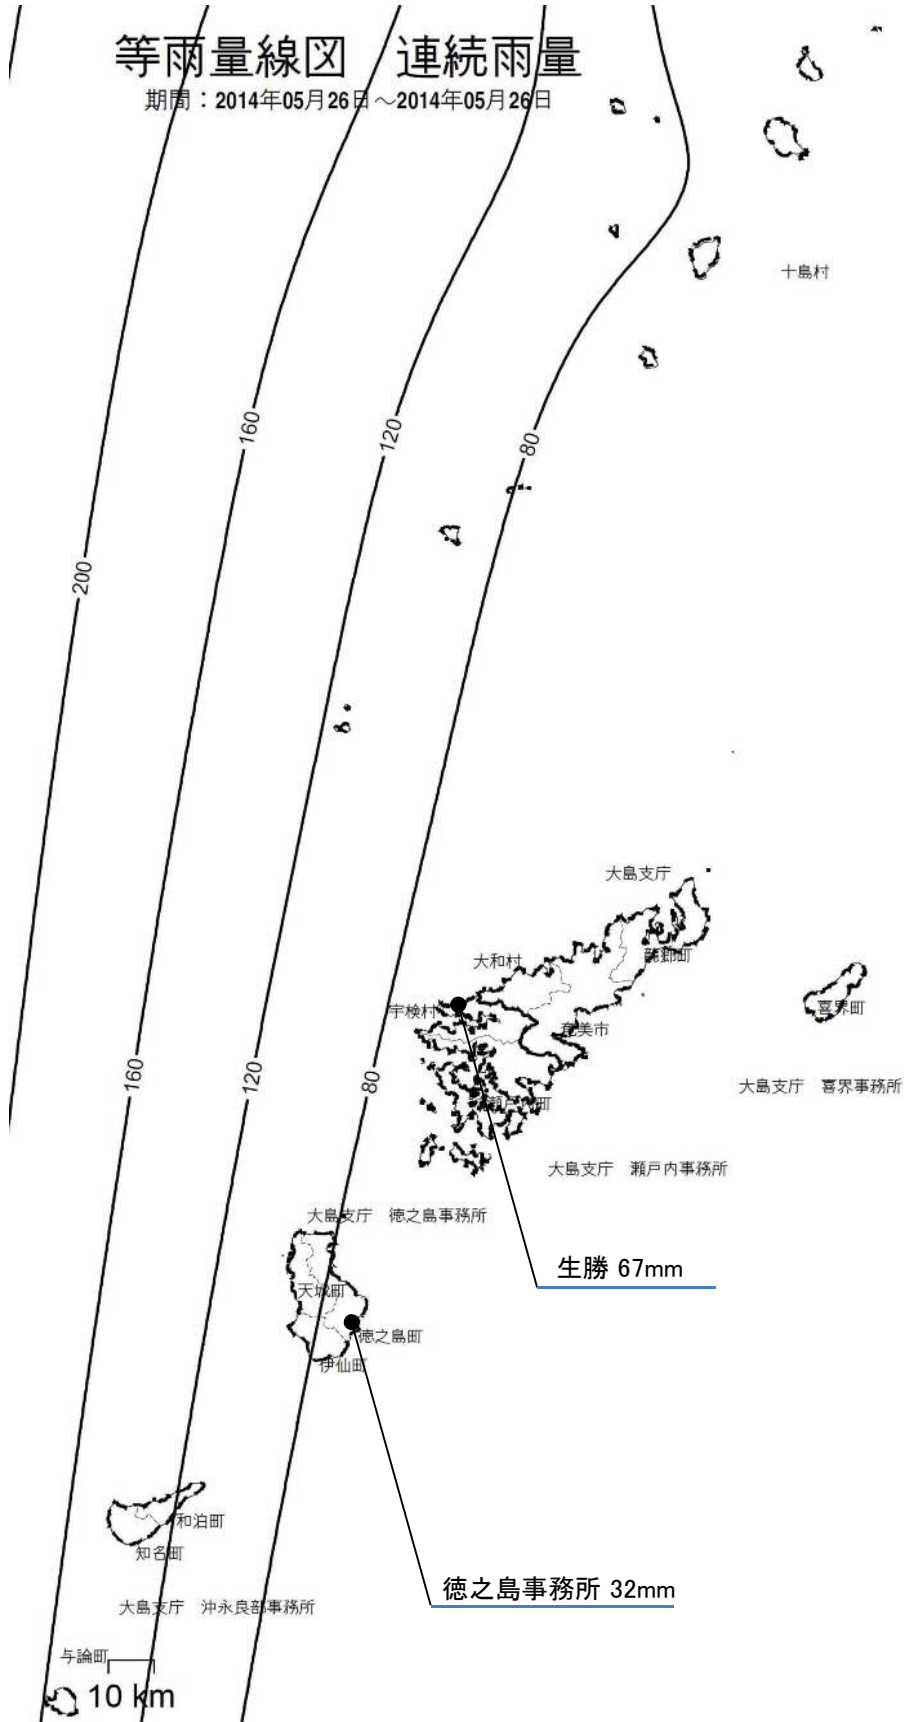 等雨量線図　連続雨量
期間：2014年05月26日～2014年05月26日
十島村
160
120
80
200
大島支庁
大和村
龍郷町
宇検村
奄美市
喜界町
160
120
80
大島支庁　喜界事務所
瀬戸内町
大島支庁　瀬戸内事務所
大島支庁　徳之島事務所
生勝 67mm
天城町
徳之島町
伊仙町
和泊町
知名町
徳之島事務所 32mm
大島支庁　沖永良部事務所
与論町
10 km